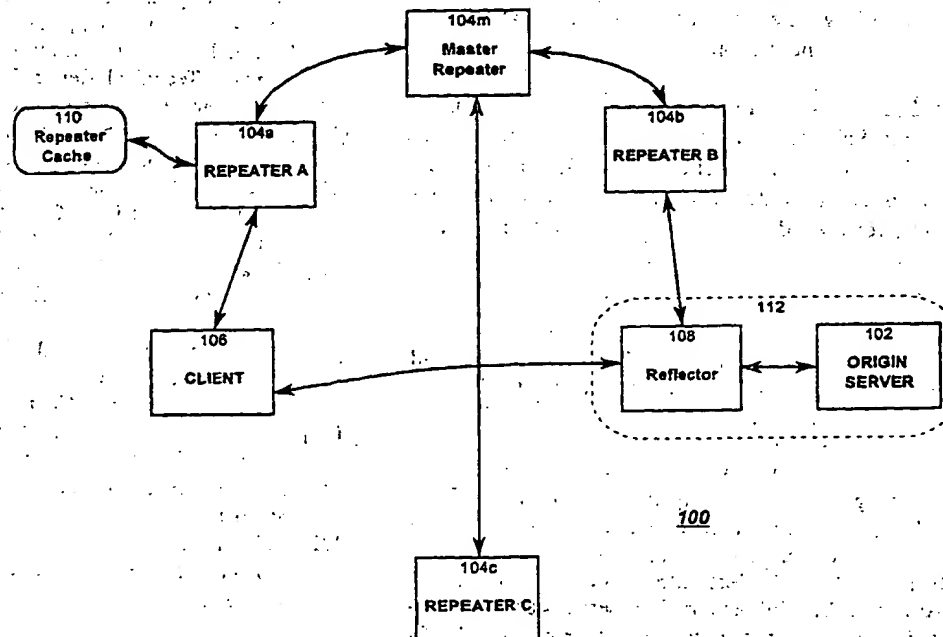 104m
Master
Repeater
110
Repeater
Cache
104a
REPEATER A
104b
REPEATER B
112
106
CLIENT
108
Reflector
102
ORIGIN
SERVER
100
104c
REPEATER C